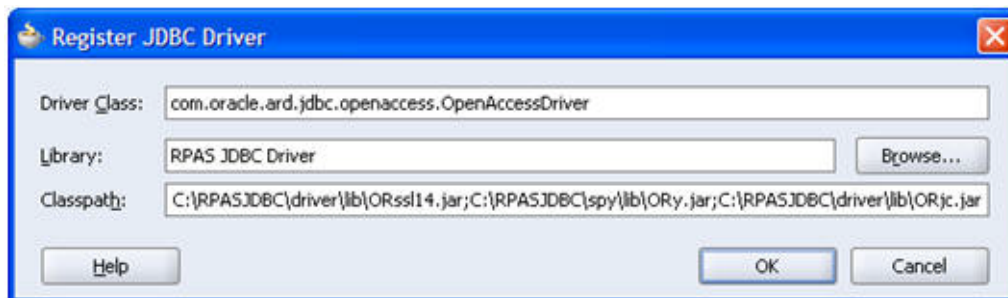 Register JDBC Driver
Driver Class: com.oracle.ard.jdbc.openaccess.OpenAccessDriver
Library: RPAS JDBC Driver Browse...
Classpath: C:\RPASJDBC\driver\lib\ORssl14.jar;C:\RPASJDBC\spy\lib\ORy.jar;C:\RPASJDBC\driver\lib\ORjc.jar
Help OK Cancel